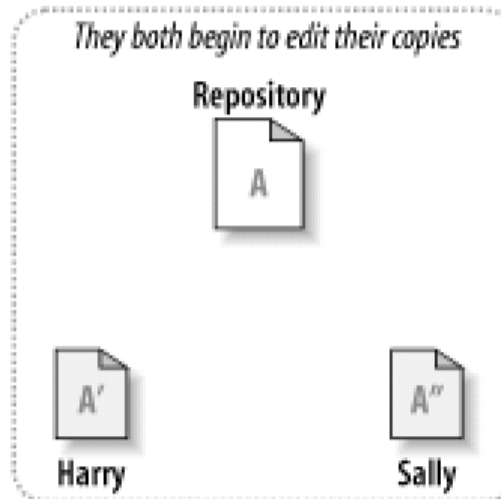 They both begin to edit their copies
Repository
A
A′ A″
Harry Sally